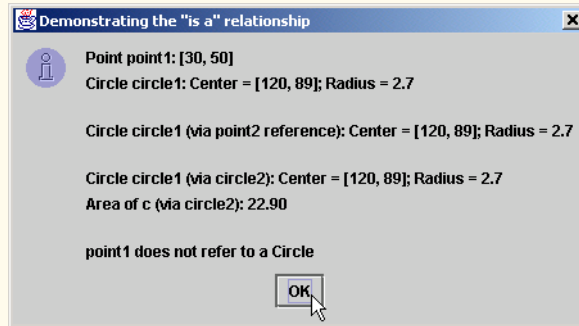 Demonstrating the "is a" relationship
Point point1: [30, 50]
Circle circle1: Center = [120, 89]; Radius = 2.7
Circle circle1 (via point2 reference): Center = [120, 89]; Radius = 2.7
Circle circle1 (via circle2): Center = [120, 89]; Radius = 2.7
Area of c (via circle2): 22.90
point1 does not refer to a Circle
OK